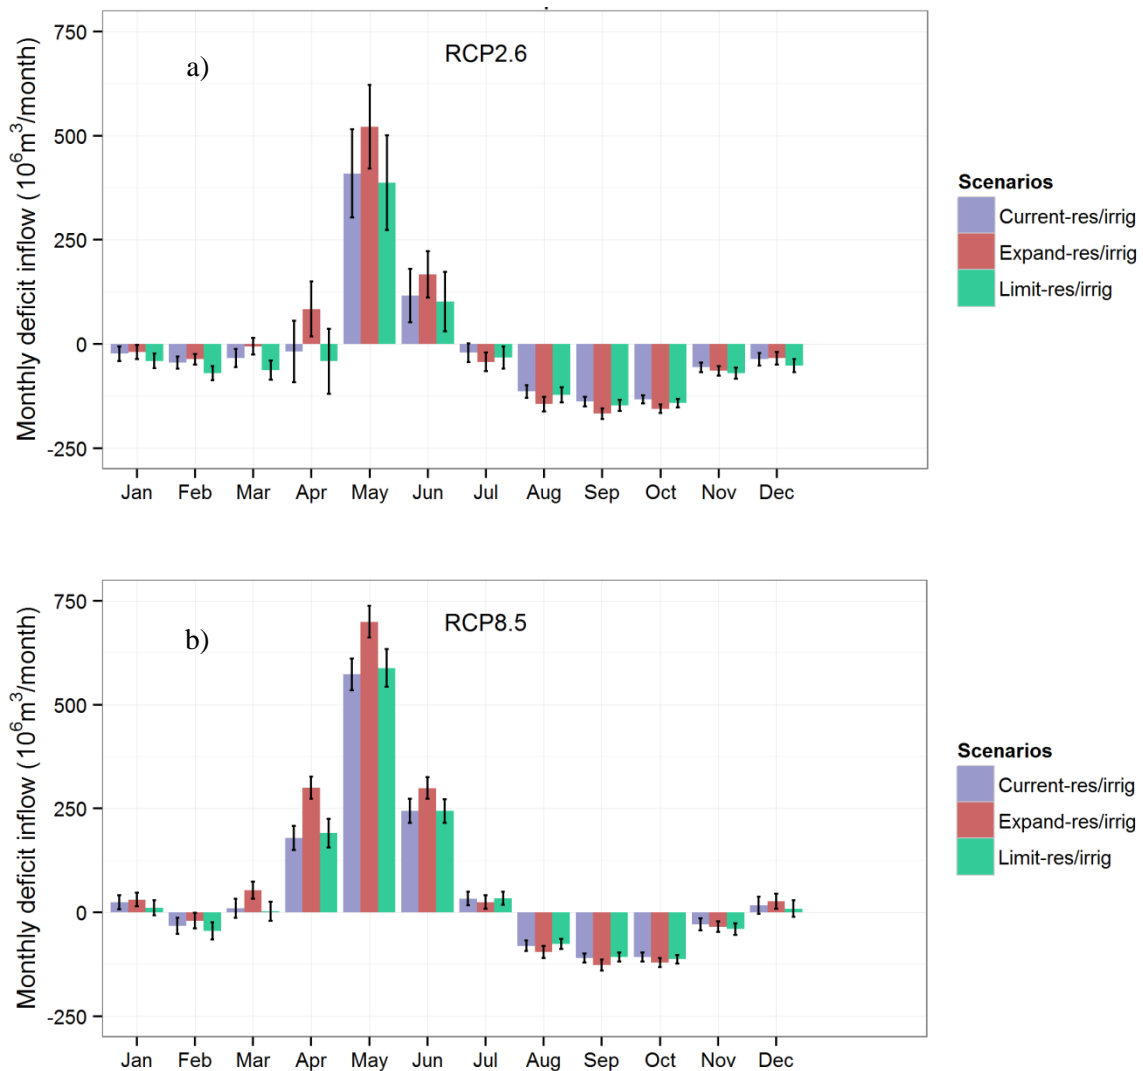 a)
RCP2.6
Monthly deficit inflow (10⁶m³/month)
750
500
250
0
-250
Jan Feb Mar Apr May Jun Jul Aug Sep Oct Nov Dec
Scenarios
Current-res/irrig
Expand-res/irrig
Limit-res/irrig
b)
RCP8.5
Monthly deficit inflow (10⁶m³/month)
750
500
250
0
-250
Jan Feb Mar Apr May Jun Jul Aug Sep Oct Nov Dec
Scenarios
Current-res/irrig
Expand-res/irrig
Limit-res/irrig